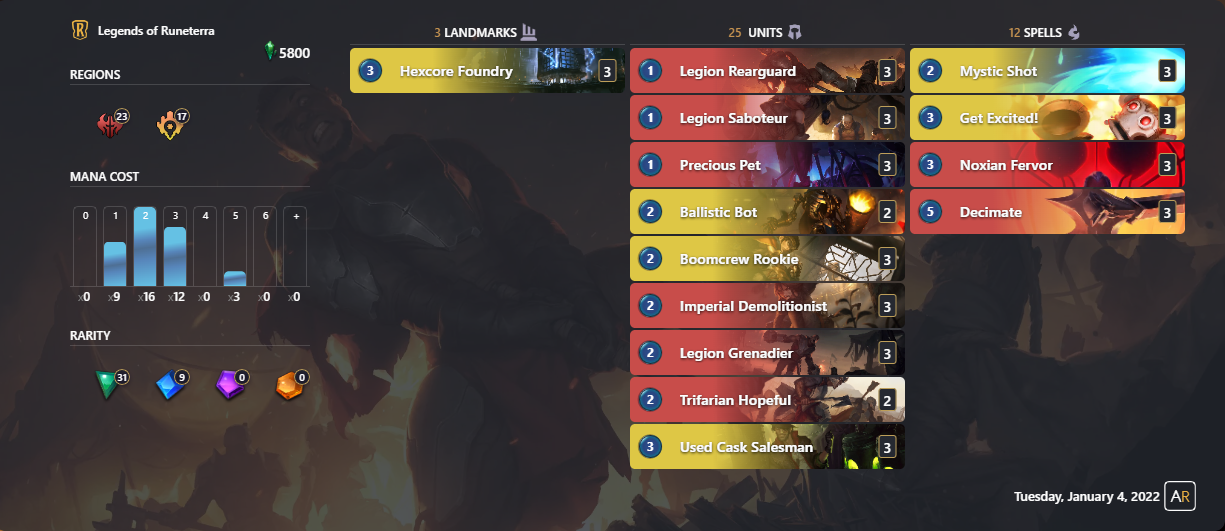 Legends of Runeterra
5800
REGIONS
23
17
MANA COST
0 1 2 3 4 5 6 +
x0 x9 x16 x12 x0 x3 x0 x0
RARITY
31
9
0
0
3 LANDMARKS
3 Hexcore Foundry 3
25 UNITS
1 Legion Rearguard 3
1 Legion Saboteur 3
1 Precious Pet 3
2 Ballistic Bot 2
2 Boomcrew Rookie 3
2 Imperial Demolitionist 3
2 Legion Grenadier 3
2 Trifarian Hopeful 2
3 Used Cask Salesman 3
12 SPELLS
2 Mystic Shot 3
3 Get Excited! 3
3 Noxian Fervor 3
5 Decimate 3
Tuesday, January 4, 2022 AR